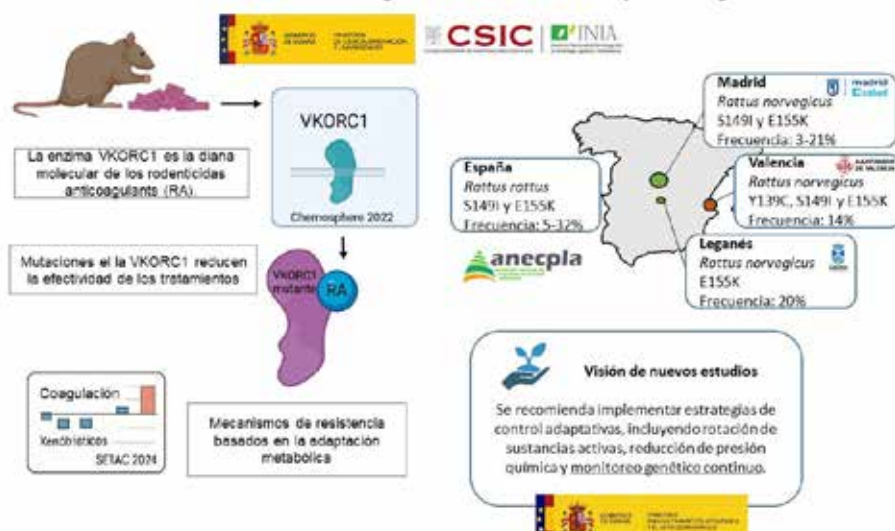 GOBIERNO
DE ESPAÑA
CSIC
INIA
VKORC1
La enzima VKORC1 es la diana
molecular de los rodenticidas
anticoagulants (RA).
Chemosphere 2022
Mutaciones el la VKORC1 reducen
la efectividad de los tratamientos
VKORC1
mutante
RA
Coagulación
Xenobióticos
SETAC 2024
Mecanismos de resistencia
basados en la adaptación
metabólica
Madrid
madrid
salud
Rattus norvegicus
S149I y E155K
Frecuencia: 3-21%
España
Rattus rattus
S149I y E155K
Frecuencia: 5-32%
Valencia
Rattus norvegicus
Y139C, S149I y E155K
Frecuencia: 14%
Leganés
Rattus norvegicus
E155K
Frecuencia: 20%
anecpla
Visión de nuevos estudios
Se recomienda implementar estrategias de
control adaptativas, incluyendo rotación de
sustancias activas, reducción de presión
química y monitoreo genético continuo.